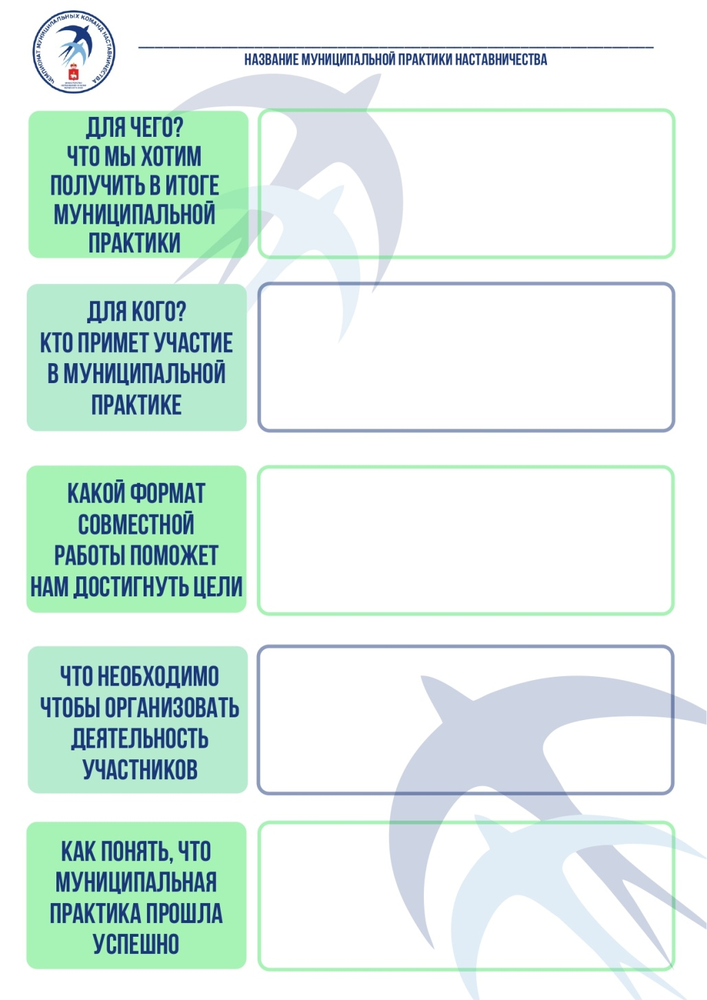 ЧЕМПИОНАТ МУНИЦИПАЛЬНЫХ КОМАНД НАСТАВНИЧЕСТВА
НАЗВАНИЕ МУНИЦИПАЛЬНОЙ ПРАКТИКИ НАСТАВНИЧЕСТВА
ДЛЯ ЧЕГО?
ЧТО МЫ ХОТИМ
ПОЛУЧИТЬ В ИТОГЕ
МУНИЦИПАЛЬНОЙ
ПРАКТИКИ
ДЛЯ КОГО?
КТО ПРИМЕТ УЧАСТИЕ
В МУНИЦИПАЛЬНОЙ
ПРАКТИКЕ
КАКОЙ ФОРМАТ
СОВМЕСТНОЙ
РАБОТЫ ПОМОЖЕТ
НАМ ДОСТИГНУТЬ ЦЕЛИ
ЧТО НЕОБХОДИМО
ЧТОБЫ ОРГАНИЗОВАТЬ
ДЕЯТЕЛЬНОСТЬ
УЧАСТНИКОВ
КАК ПОНЯТЬ, ЧТО
МУНИЦИПАЛЬНАЯ
ПРАКТИКА ПРОШЛА
УСПЕШНО